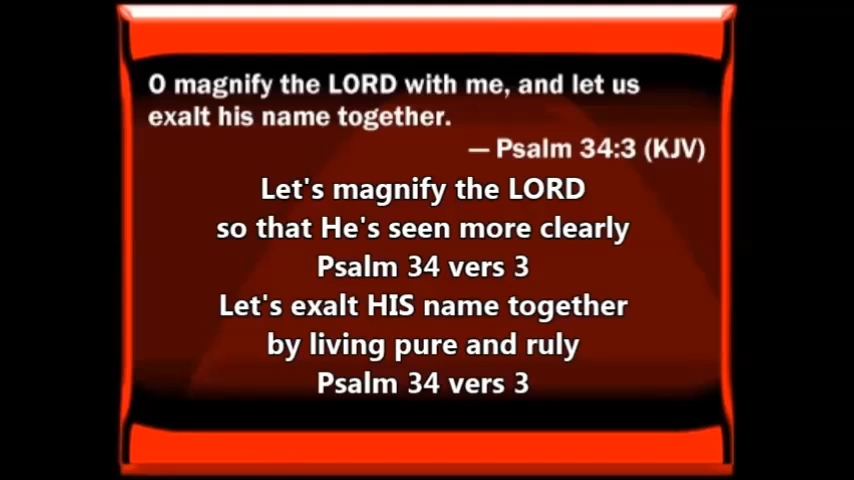 O magnify the LORD with me, and let us
exalt his name together.
— Psalm 34:3 (KJV)
Let's magnify the LORD
so that He's seen more clearly
Psalm 34 vers 3
Let's exalt HIS name together
by living pure and ruly
Psalm 34 vers 3